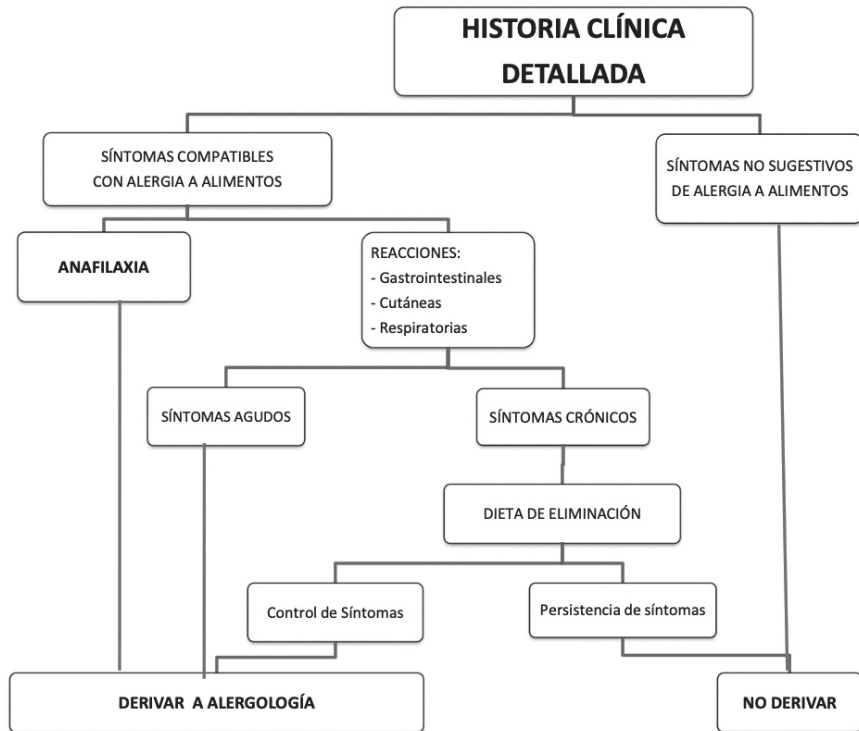 HISTORIA CLÍNICA
DETALLADA
SÍNTOMAS COMPATIBLES
CON ALERGIA A ALIMENTOS
SÍNTOMAS NO SUGESTIVOS
DE ALERGIA A ALIMENTOS
ANAFILAXIA
REACCIONES:
- Gastrointestinales
- Cutáneas
- Respiratorias
SÍNTOMAS AGUDOS
SÍNTOMAS CRÓNICOS
DIETA DE ELIMINACIÓN
Control de Síntomas
Persistencia de síntomas
DERIVAR A ALERGOLOGÍA
NO DERIVAR